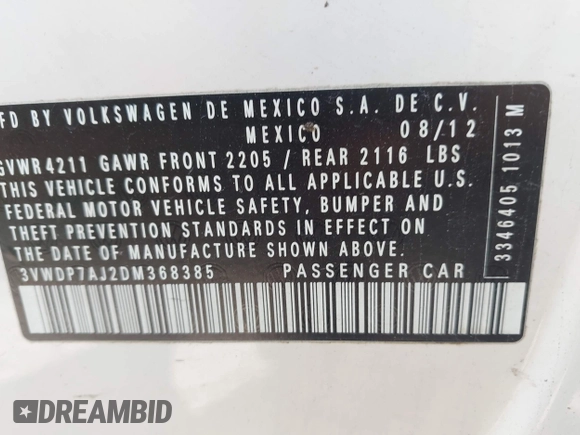 FD BY VOLKSWAGEN DE MEXICO S.A. DE C.V.
MEXICO 08/12
GVWR 4211 GAWR FRONT 2205 / REAR 2116 LBS
THIS VEHICLE CONFORMS TO ALL APPLICABLE U.S.
FEDERAL MOTOR VEHICLE SAFETY, BUMPER AND
THEFT PREVENTION STANDARDS IN EFFECT ON
THE DATE OF MANUFACTURE SHOWN ABOVE.
3VWDP7AJ2DM368385 PASSENGER CAR
3346405 1013 M
DREAMBID